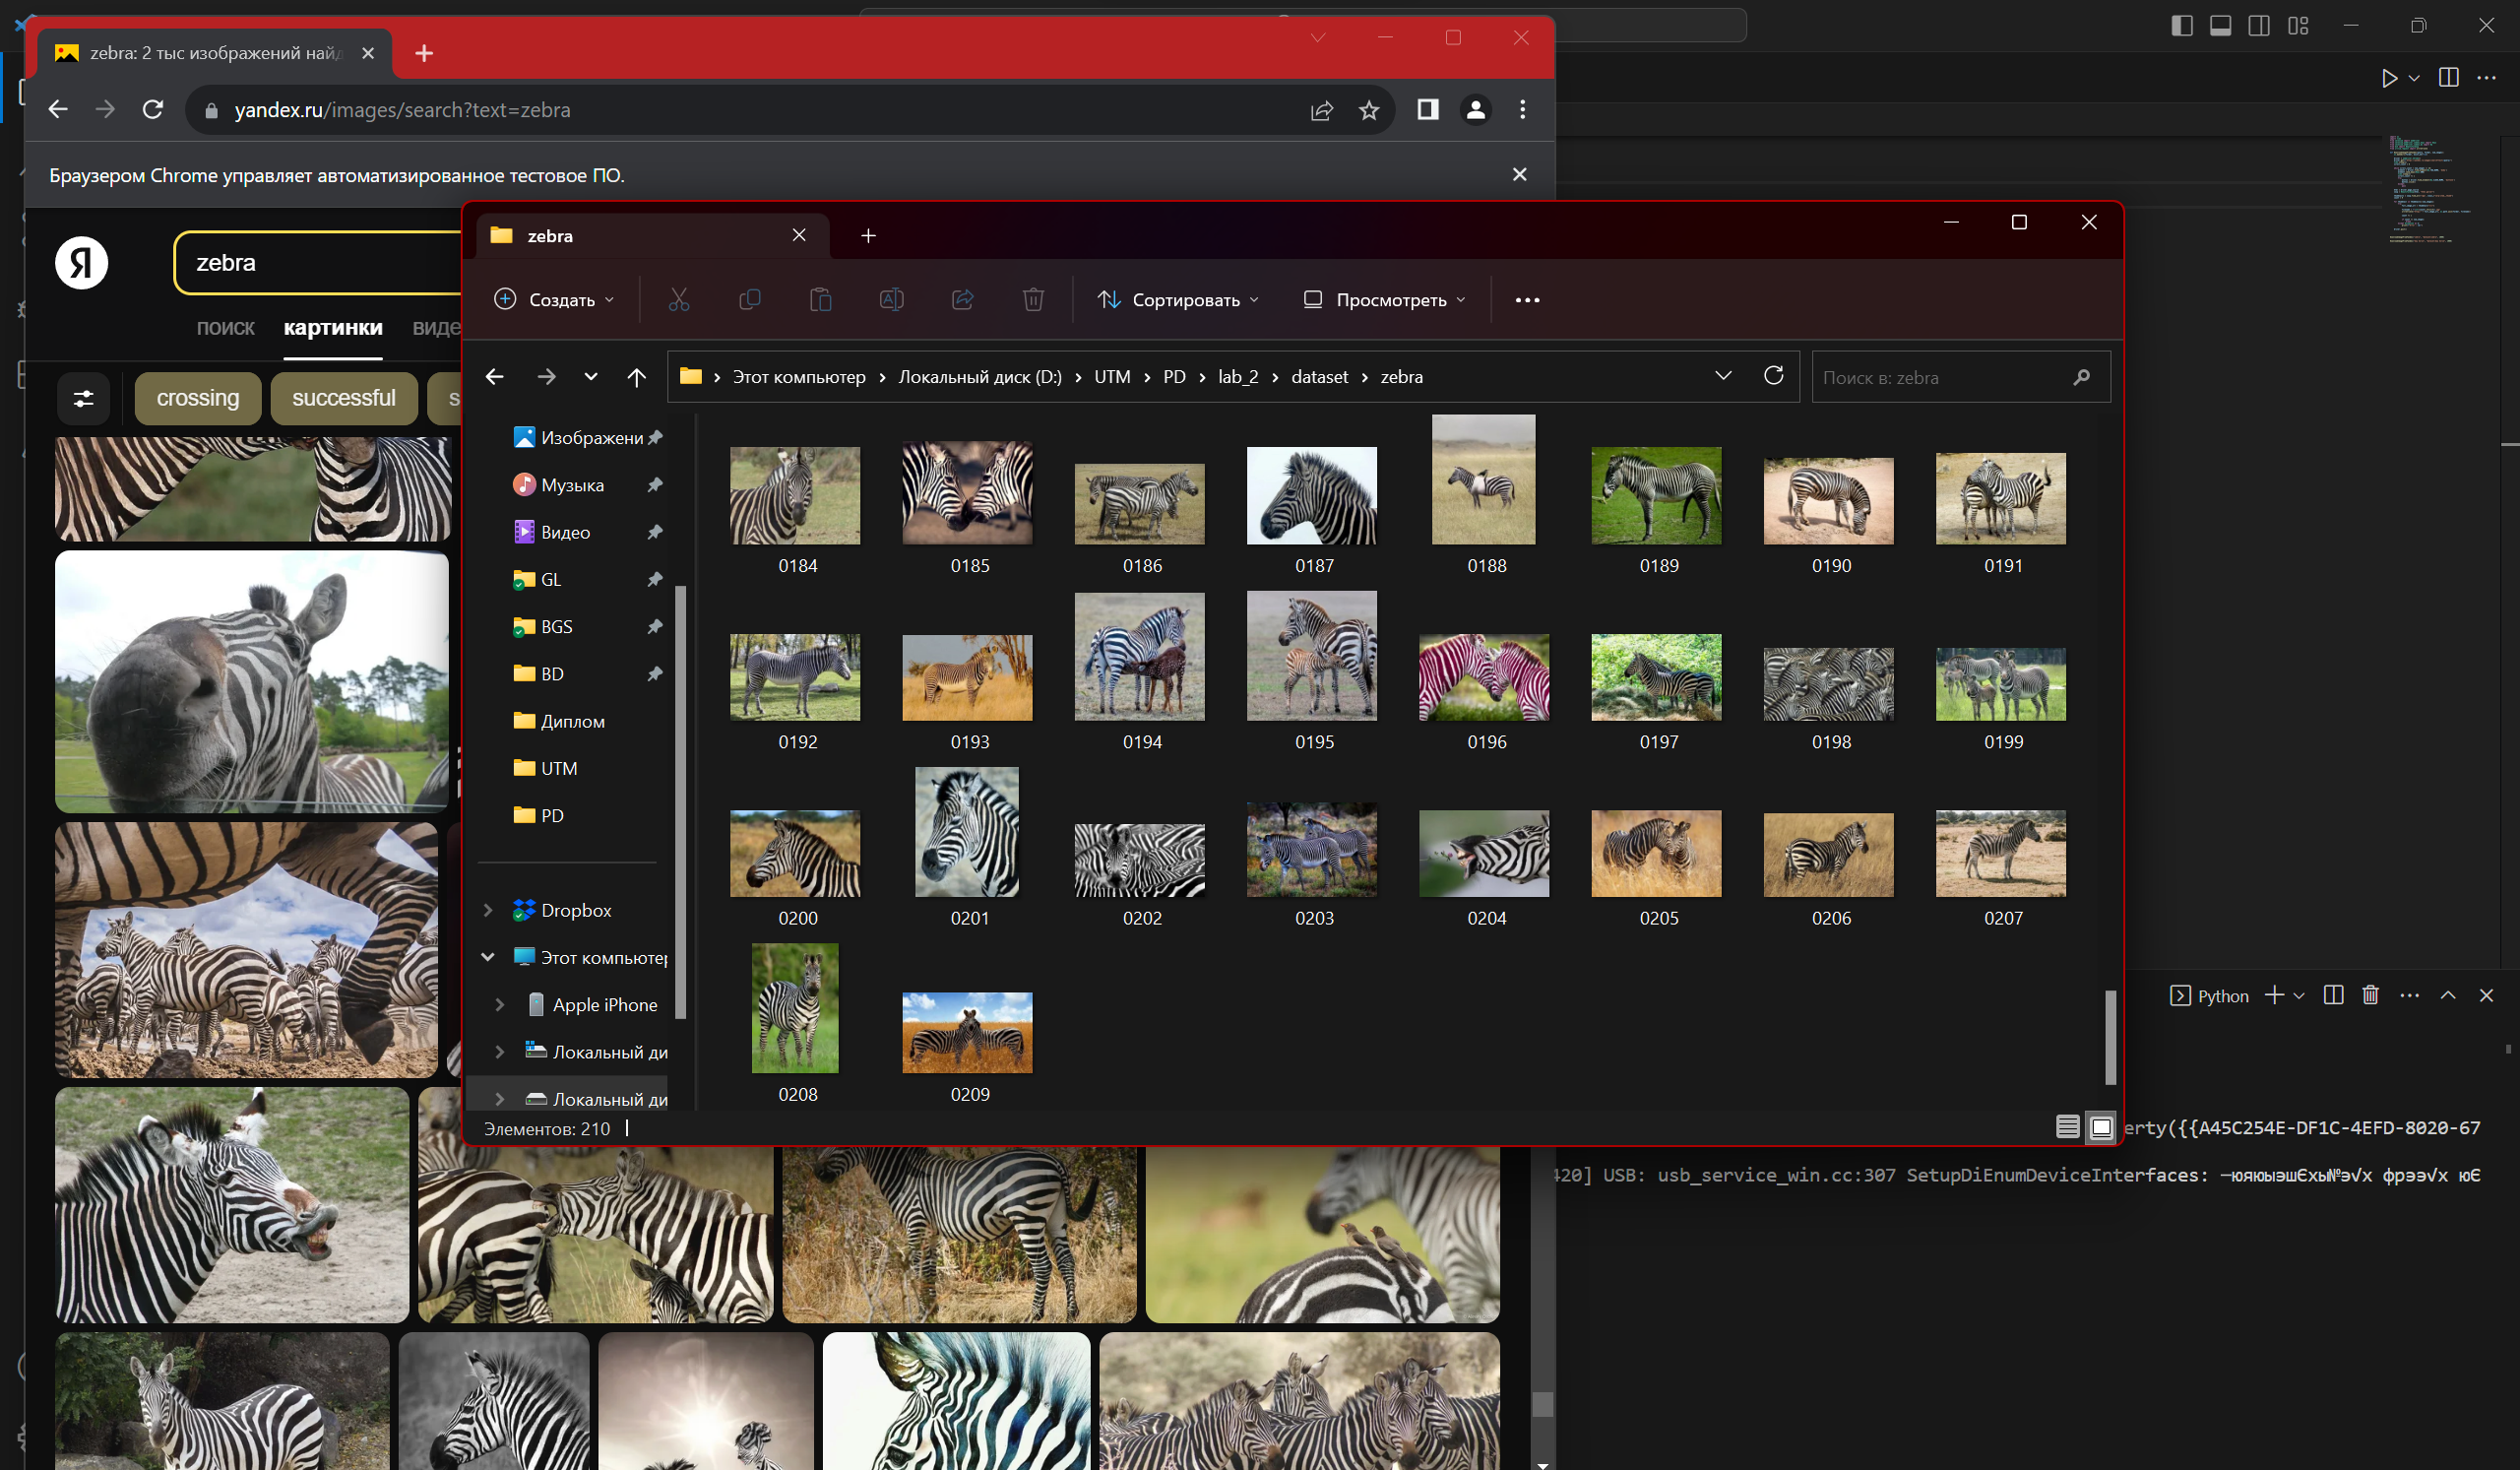 zebra: 2 тыс изображений найд
yandex.ru/images/search?text=zebra
Браузером Chrome управляет автоматизированное тестовое ПО.
Я
zebra
поиск
картинки
виде
crossing
successful
s
zebra
Создать
Сортировать
Просмотреть
Этот компьютер
Локальный диск (D:)
UTM
PD
lab_2
dataset
zebra
Поиск в: zebra
Изображени
Музыка
Видео
GL
BGS
BD
Диплом
UTM
PD
Dropbox
Этот компьютер
Apple iPhone
Локальный ди
Локальный ди
0184 0185 0186 0187 0188 0189 0190 0191
0192 0193 0194 0195 0196 0197 0198 0199
0200 0201 0202 0203 0204 0205 0206 0207
0208 0209
Элементов: 210
Python
erty({{A45C254E-DF1C-4EFD-8020-67
420] USB: usb_service_win.cc:307 SetupDiEnumDeviceInterfaces: